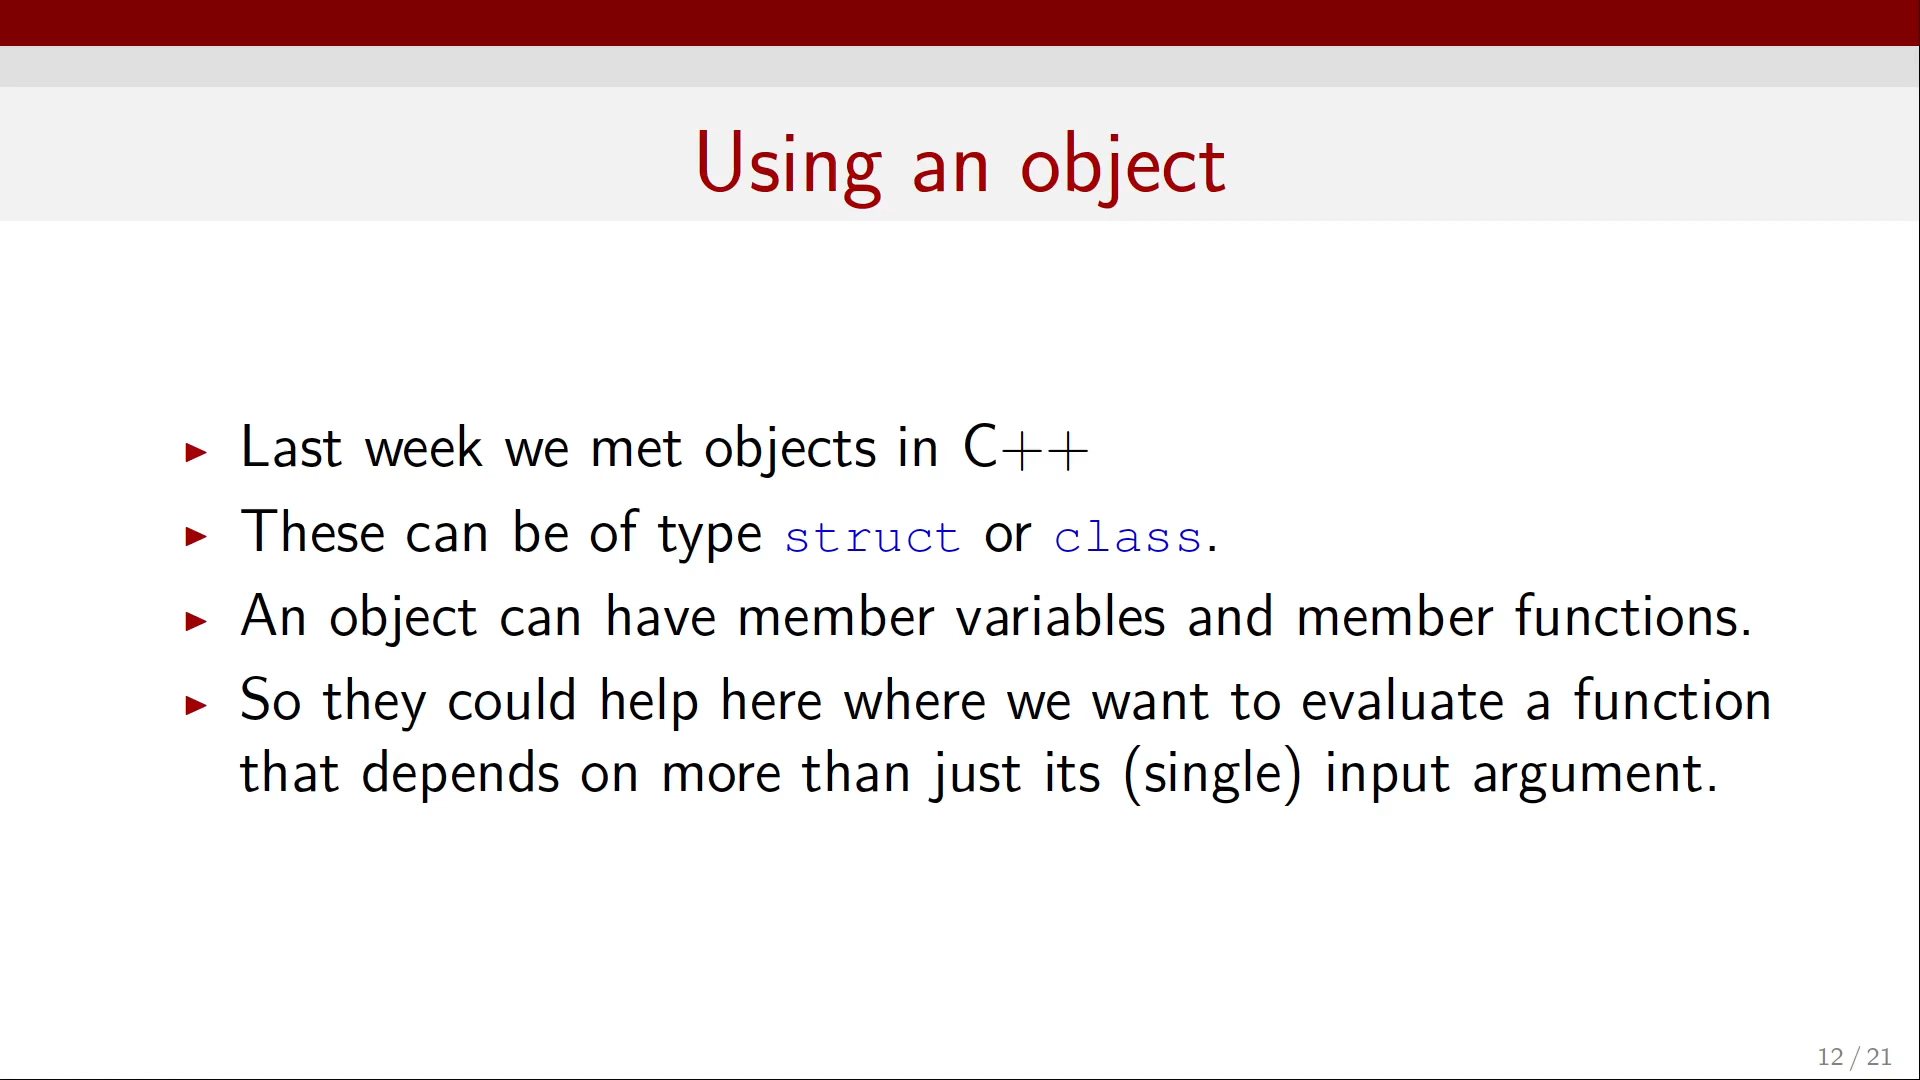 Using an object
▶ Last week we met objects in C++
▶ These can be of type struct or class.
▶ An object can have member variables and member functions.
▶ So they could help here where we want to evaluate a function
that depends on more than just its (single) input argument.
12 / 21